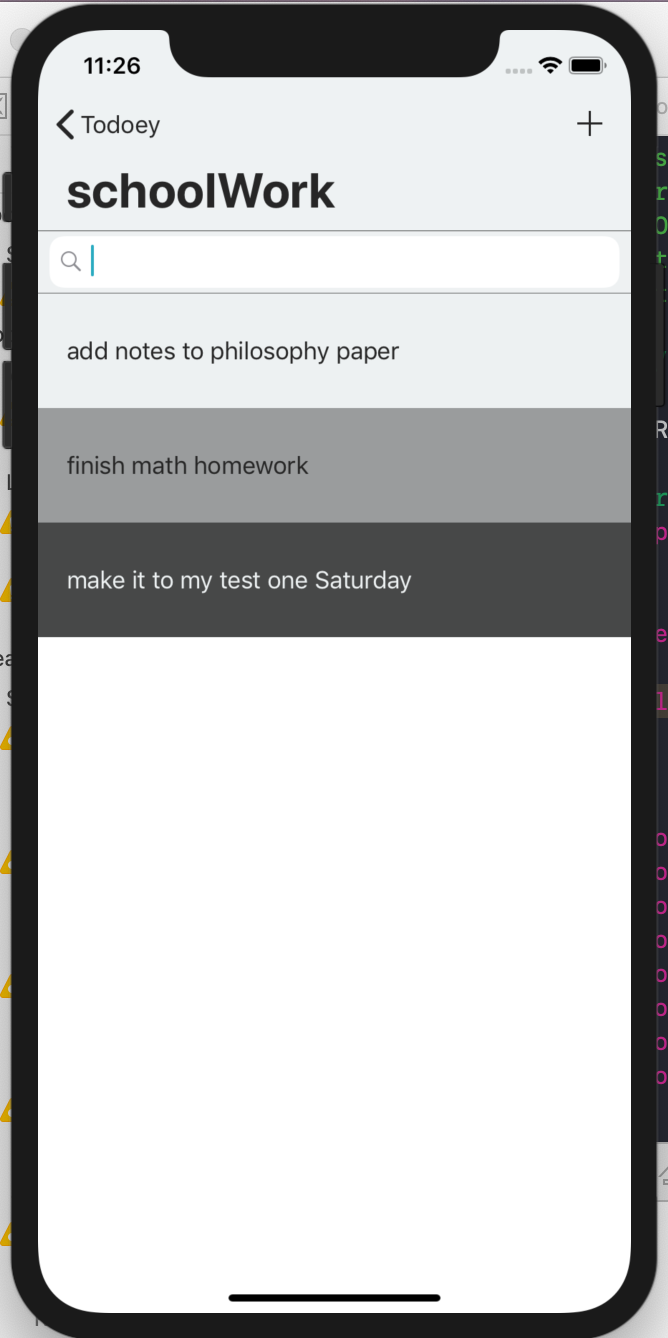 11:26
Todoey
schoolWork
add notes to philosophy paper
finish math homework
make it to my test one Saturday